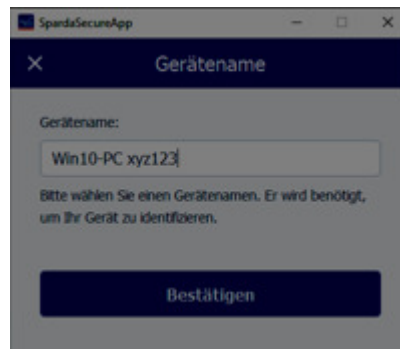 SpardaSecureApp
Gerätename
Gerätename:
Win10-PC xyz123
Bitte wählen Sie einen Gerätenamen. Er wird benötigt,
um Ihr Gerät zu identifizieren.
Bestätigen